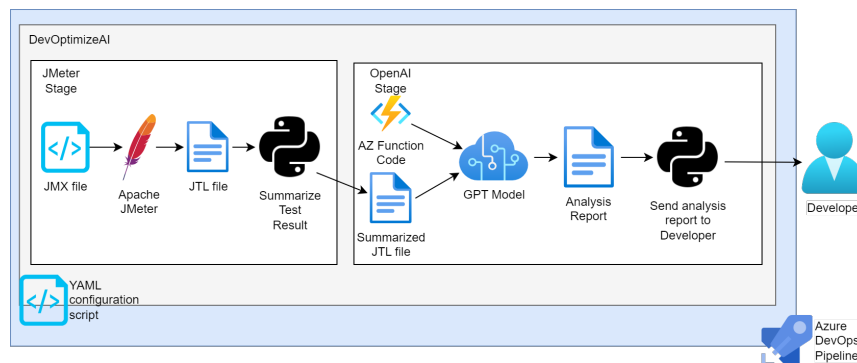 DevOptimizeAI
JMeter
Stage
JMX file
Apache
JMeter
JTL file
Summarize
Test
Result
OpenAI
Stage
AZ Function
Code
Summarized
JTL file
GPT Model
Analysis
Report
Send analysis
report to
Developer
Develope
YAML
configuration
script
Azure
DevOps
Pipeline